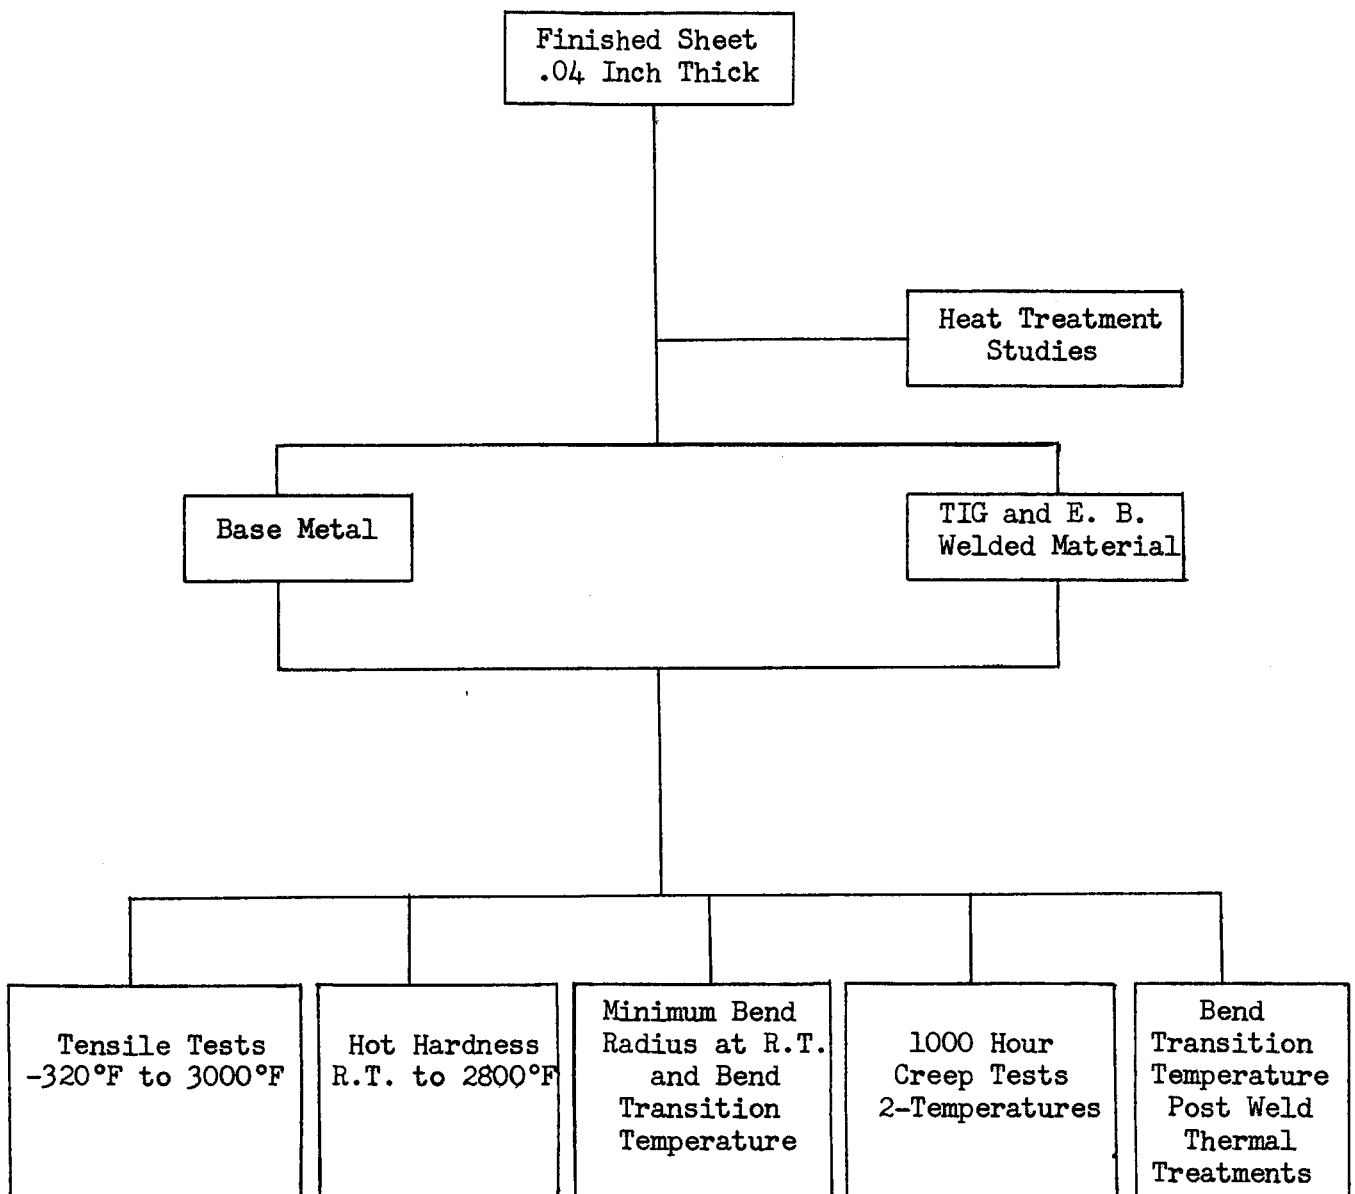 Finished Sheet
.04 Inch Thick
Heat Treatment
Studies
Base Metal
TIG and E. B.
Welded Material
Tensile Tests
-320°F to 3000°F
Hot Hardness
R.T. to 2800°F
Minimum Bend
Radius at R.T.
and Bend
Transition
Temperature
1000 Hour
Creep Tests
2-Temperatures
Bend
Transition
Temperature
Post Weld
Thermal
Treatments